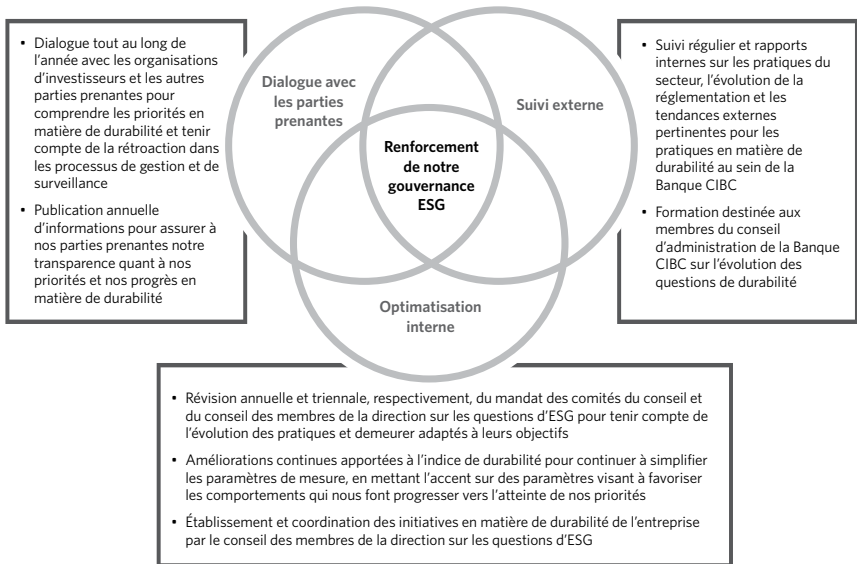 • Dialogue tout au long de
l'année avec les organisations
d'investisseurs et les autres
parties prenantes pour
comprendre les priorités en
matière de durabilité et tenir
compte de la rétroaction dans
les processus de gestion et de
surveillance
• Publication annuelle
d'informations pour assurer à
nos parties prenantes notre
transparence quant à nos
priorités et nos progrès en
matière de durabilité
Dialogue avec
les parties
prenantes
Suivi externe
Renforcement
de notre
gouvernance
ESG
Optimatisation
interne
• Suivi régulier et rapports
internes sur les pratiques du
secteur, l'évolution de la
réglementation et les
tendances externes
pertinentes pour les
pratiques en matière de
durabilité au sein de la
Banque CIBC
• Formation destinée aux
membres du conseil
d'administration de la Banque
CIBC sur l'évolution des
questions de durabilité
• Révision annuelle et triennale, respectivement, du mandat des comités du conseil et
du conseil des membres de la direction sur les questions d'ESG pour tenir compte de
l'évolution des pratiques et demeurer adaptés à leurs objectifs
• Améliorations continues apportées à l'indice de durabilité pour continuer à simplifier
les paramètres de mesure, en mettant l'accent sur des paramètres visant à favoriser
les comportements qui nous font progresser vers l'atteinte de nos priorités
• Établissement et coordination des initiatives en matière de durabilité de l'entreprise
par le conseil des membres de la direction sur les questions d'ESG